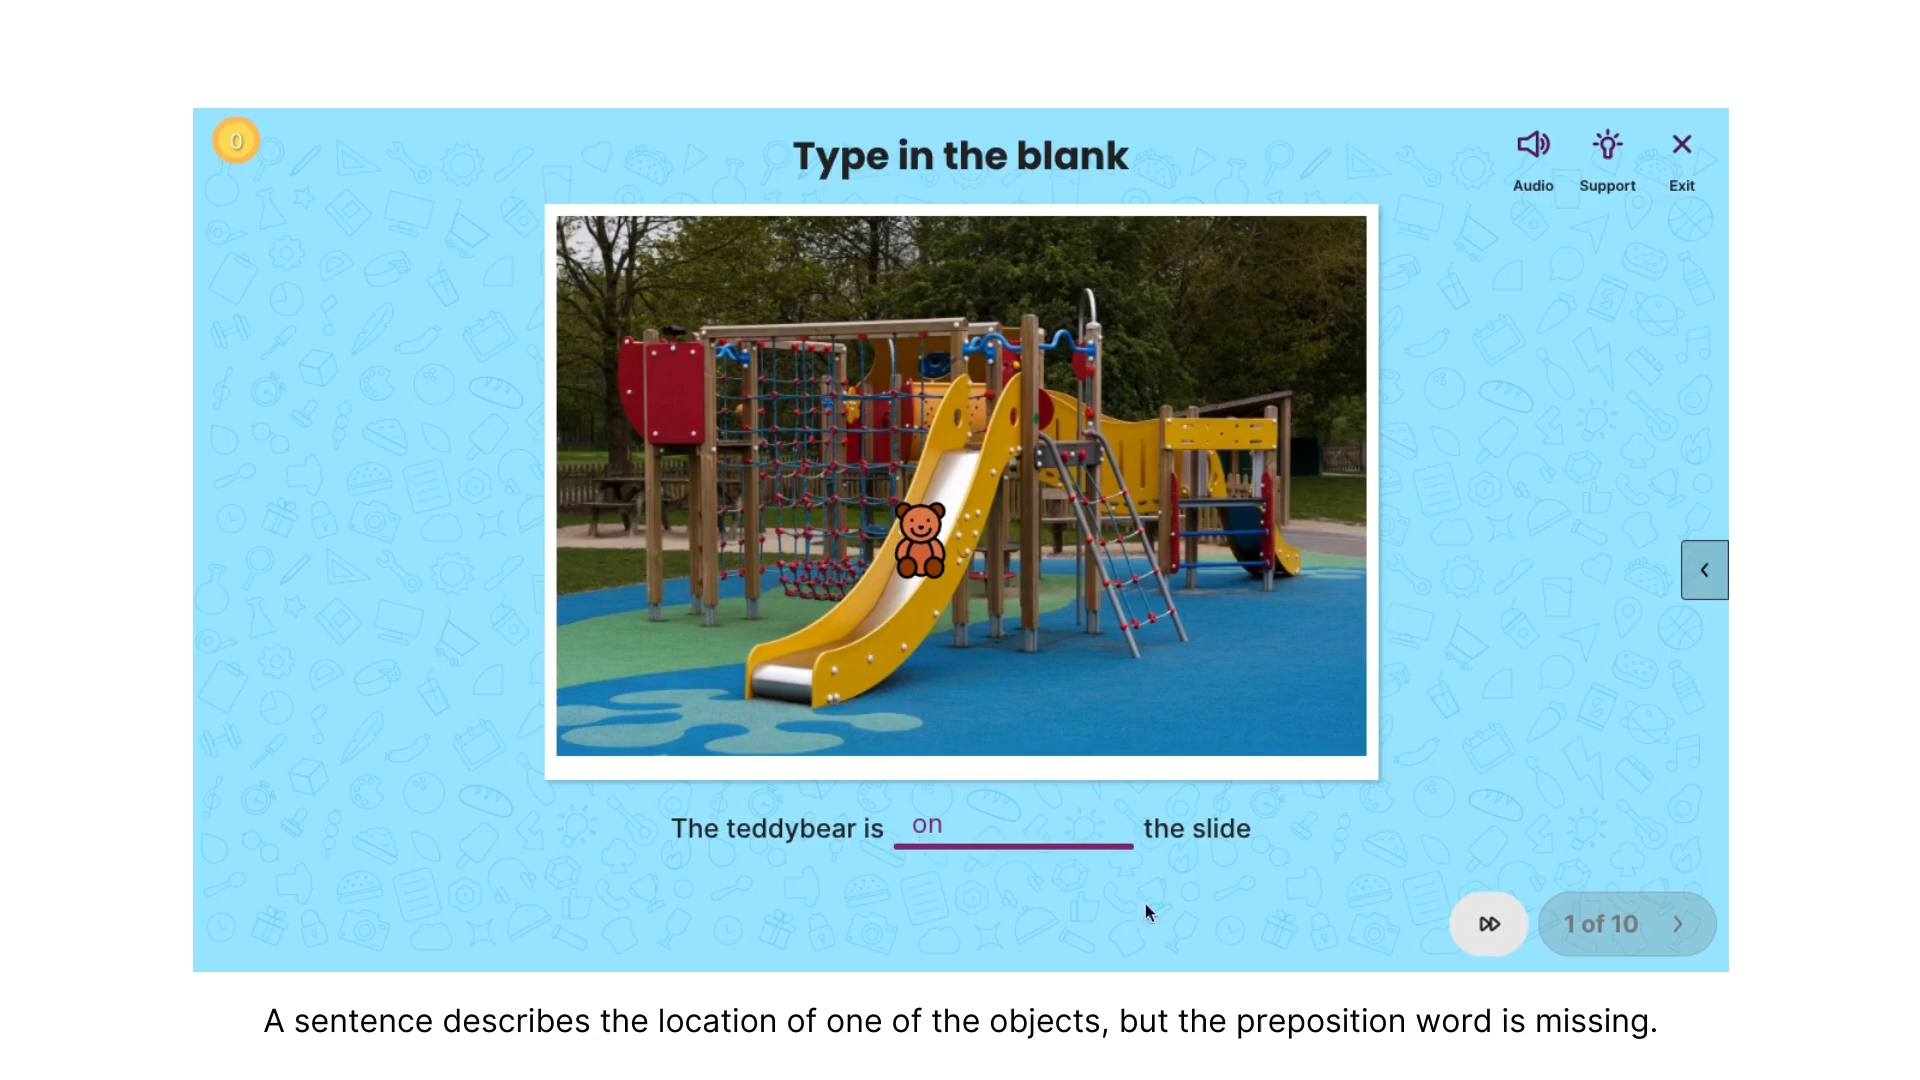 0
Type in the blank
Audio Support Exit
The teddybear is on the slide
1 of 10
A sentence describes the location of one of the objects, but the preposition word is missing.